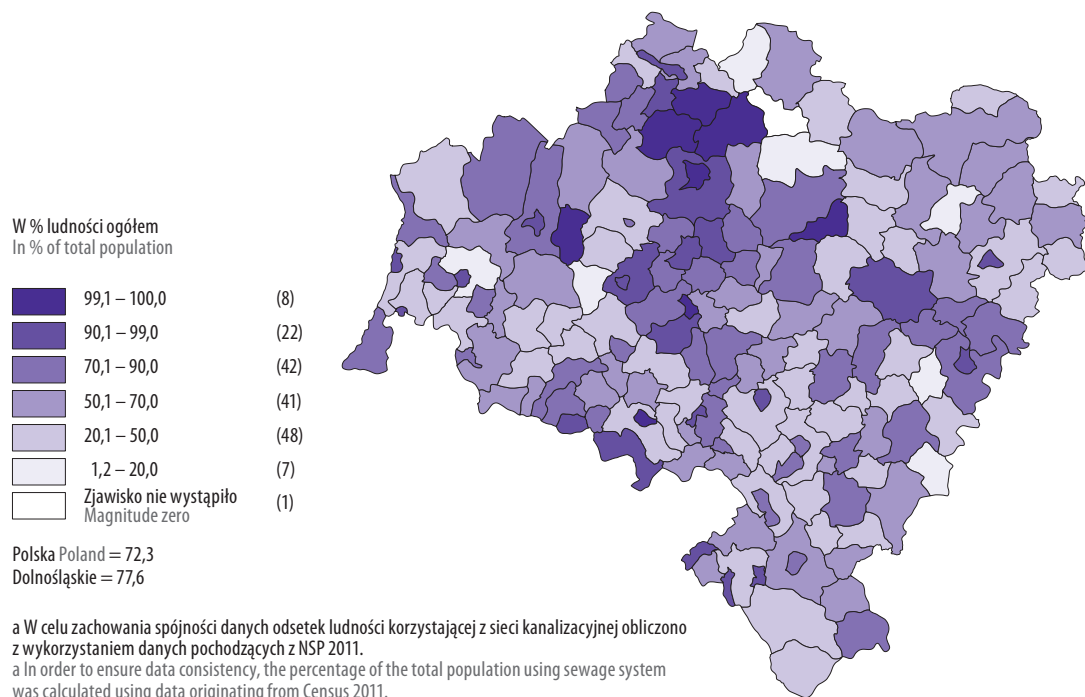 W % ludności ogółem
In % of total population
99,1 – 100,0 (8)
90,1 – 99,0 (22)
70,1 – 90,0 (42)
50,1 – 70,0 (41)
20,1 – 50,0 (48)
1,2 – 20,0 (7)
Zjawisko nie wystąpiło (1)
Magnitude zero
Polska Poland = 72,3
Dolnośląskie = 77,6
a W celu zachowania spójności danych odsetek ludności korzystającej z sieci kanalizacyjnej obliczono
z wykorzystaniem danych pochodzących z NSP 2011.
a In order to ensure data consistency, the percentage of the total population using sewage system
was calculated using data originating from Census 2011.